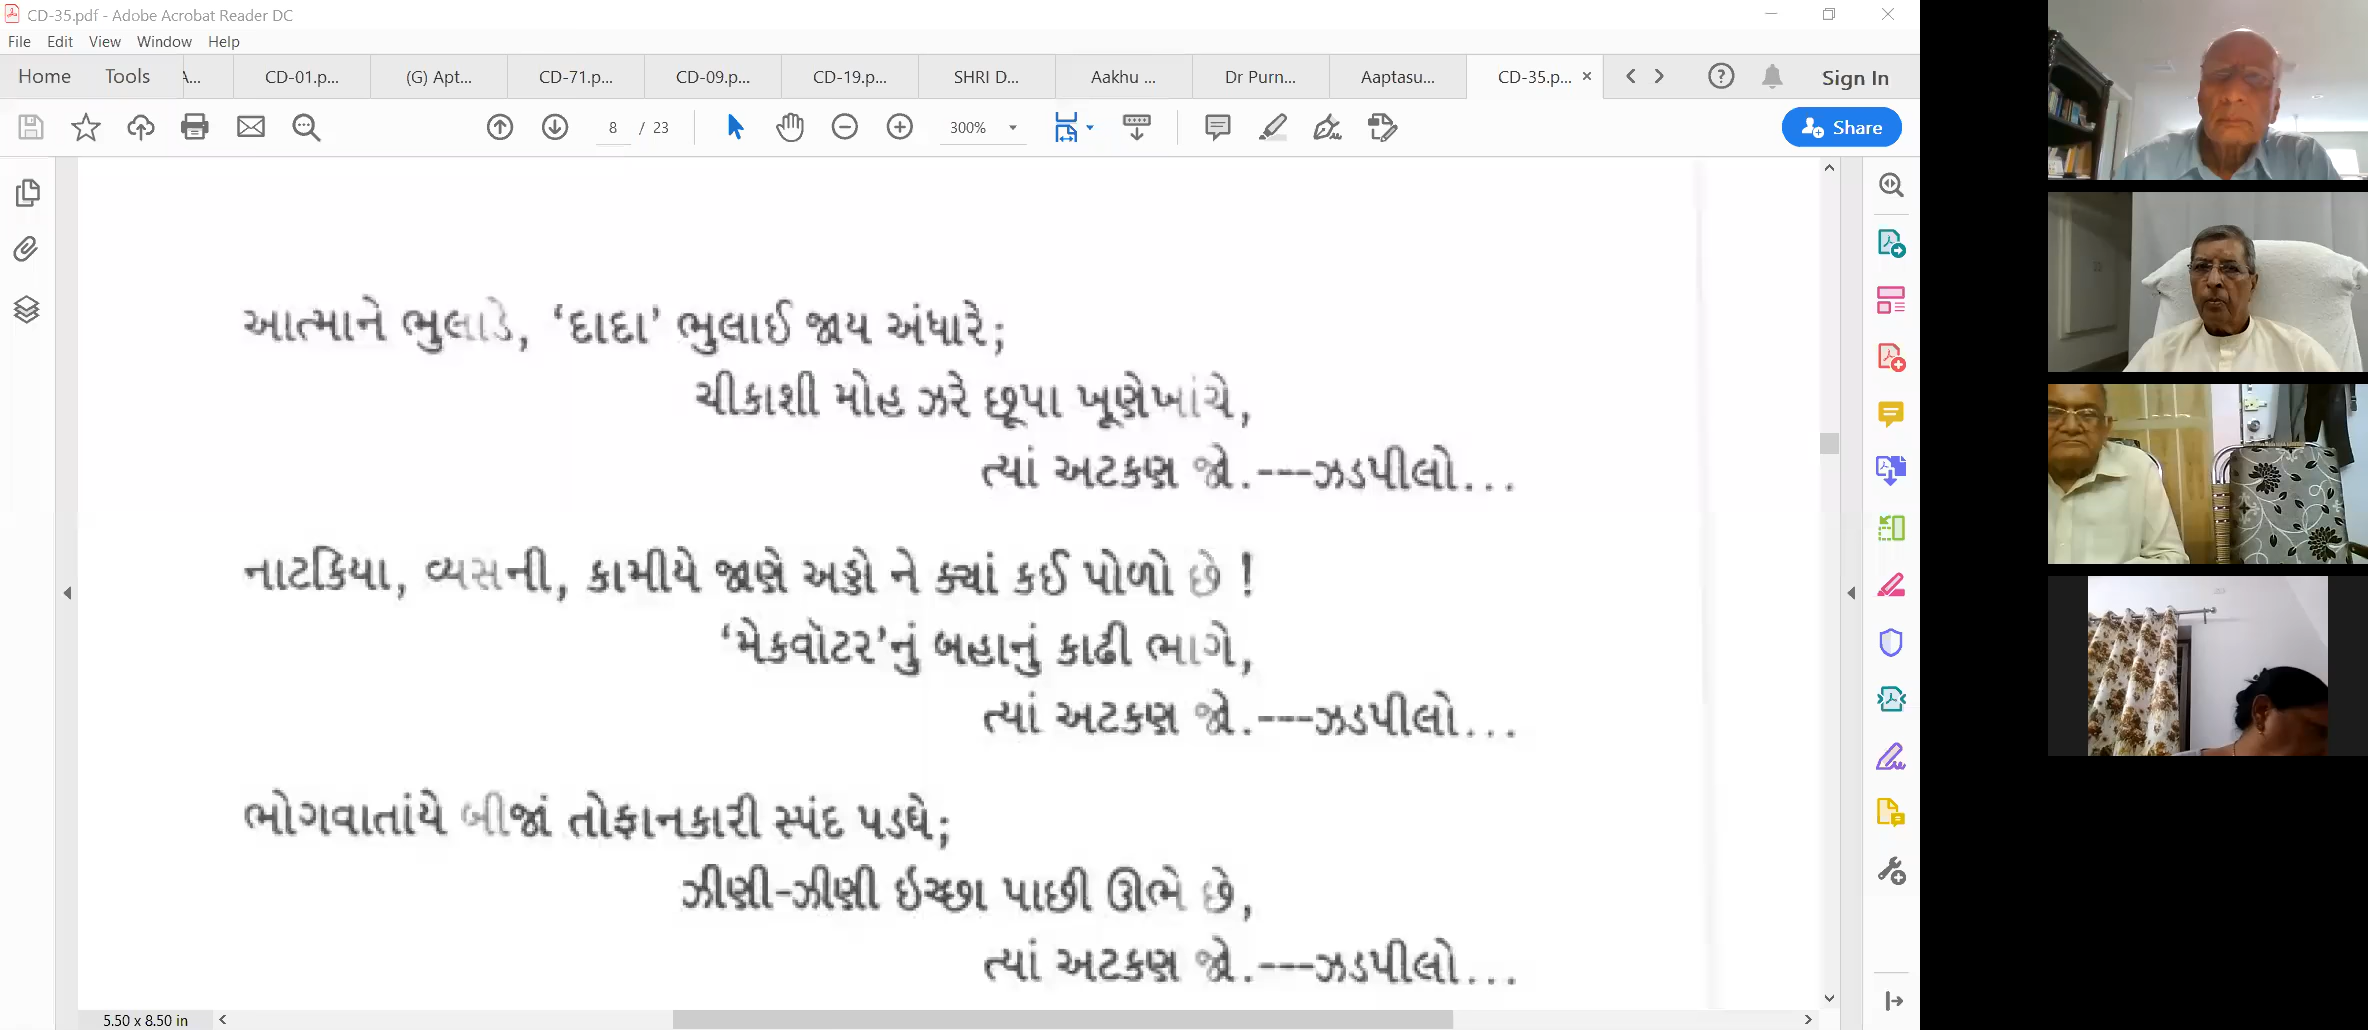 CD-35.pdf - Adobe Acrobat Reader DC
File Edit View Window Help
Home Tools A... CD-01.p... (G) Apt... CD-71.p... CD-09.p... CD-19.p... SHRI D... Aakhu ... Dr Purn... Aaptasu... CD-35.p... Sign In
8 / 23 300% Share
આત્માને ભુલાડે, ‘દાદા’ ભુલાઈ જાય અંધારે;
ચીકાશી મોહ ઝરે છૂપા ખૂણેખાંચે,
ત્યાં અટકણ જો.---ઝડપીલો...
નાટકિયા, વ્યસની, કામીયે જાણે અડ્ડો ને ક્યાં કઈ પોળો છે !
‘મેકવૉટર’નું બહાનું કાઢી ભાગે,
ત્યાં અટકણ જો.---ઝડપીલો...
ભોગવાતાંયે બીજાં તોફાનકારી સ્પંદ પડઘે;
ઝીણી-ઝીણી ઇચ્છા પાછી ઊભે છે,
ત્યાં અટકણ જો.---ઝડપીલો...
5.50 x 8.50 in